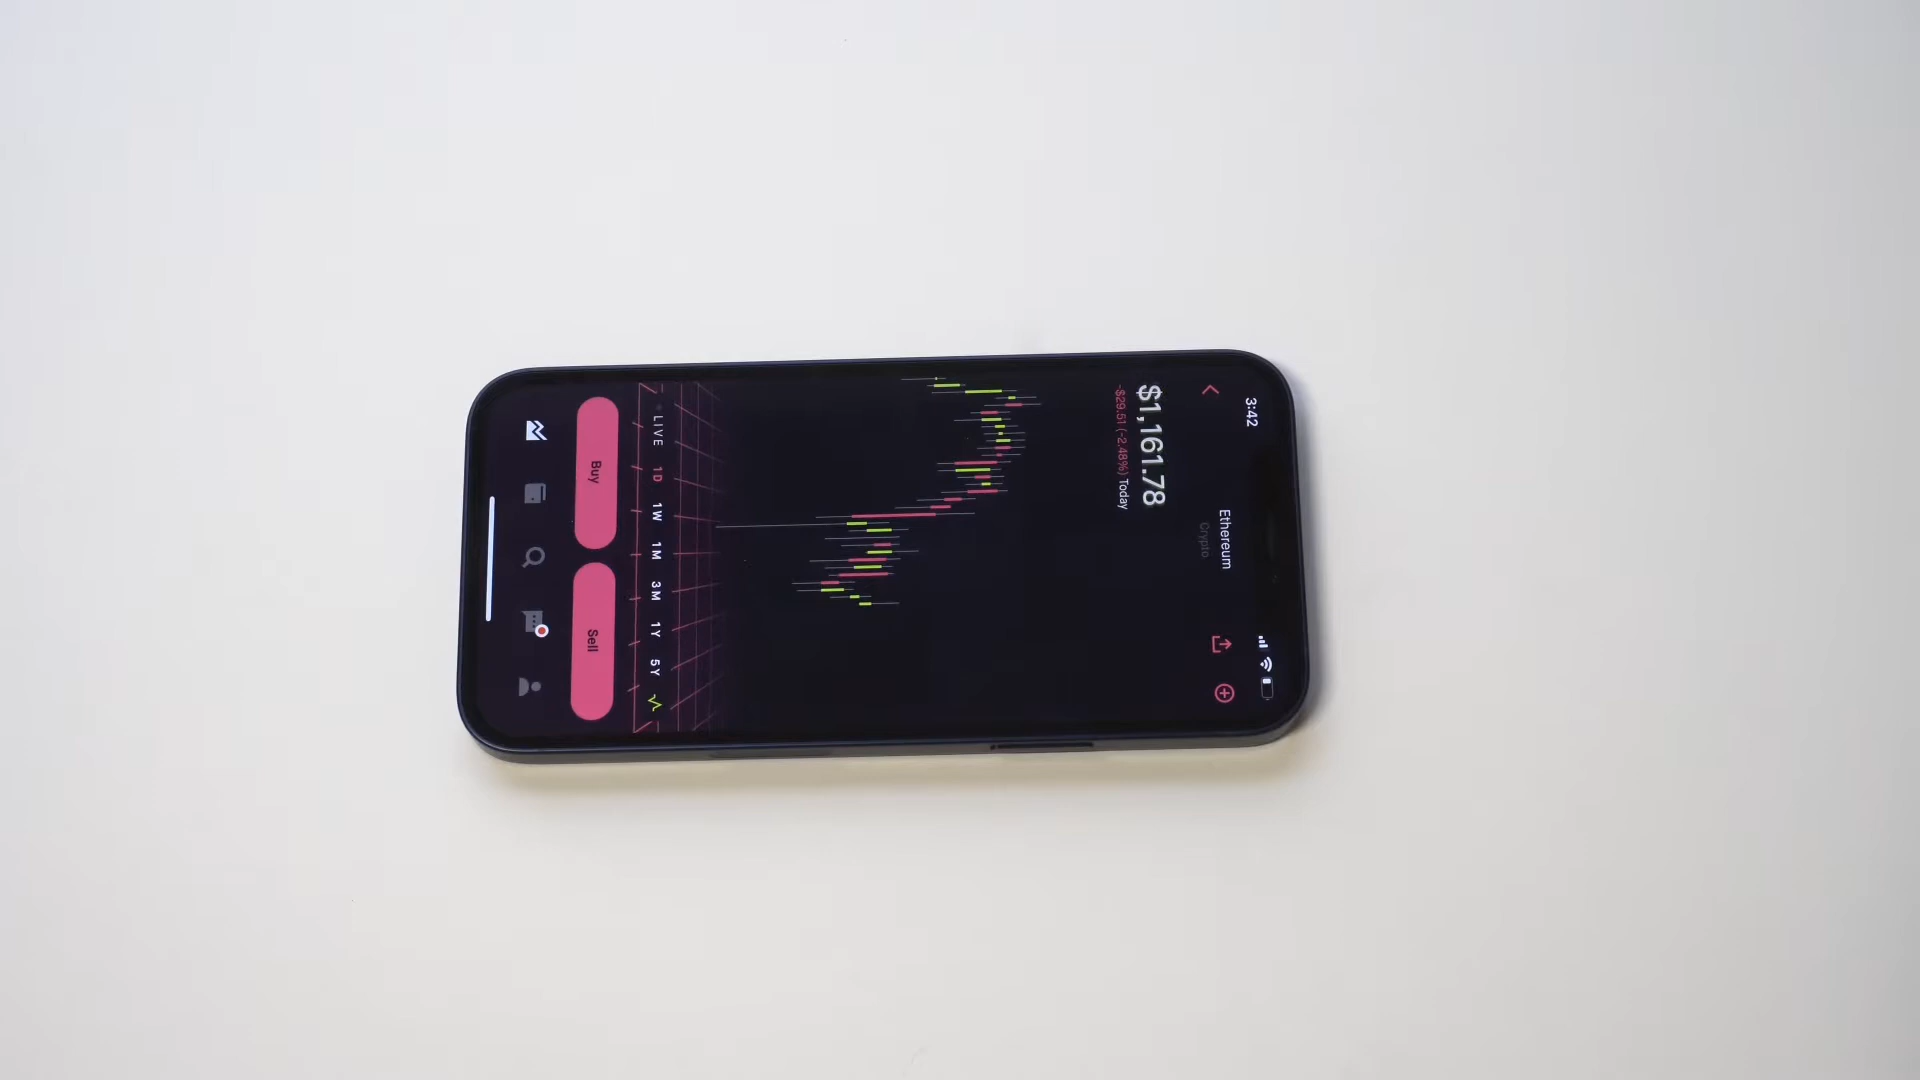 3:42
Ethereum
Crypto
$1,161.78
-$29.51 (-2.48%) Today
LIVE 1D 1W 1M 3M 1Y 5Y
Buy Sell